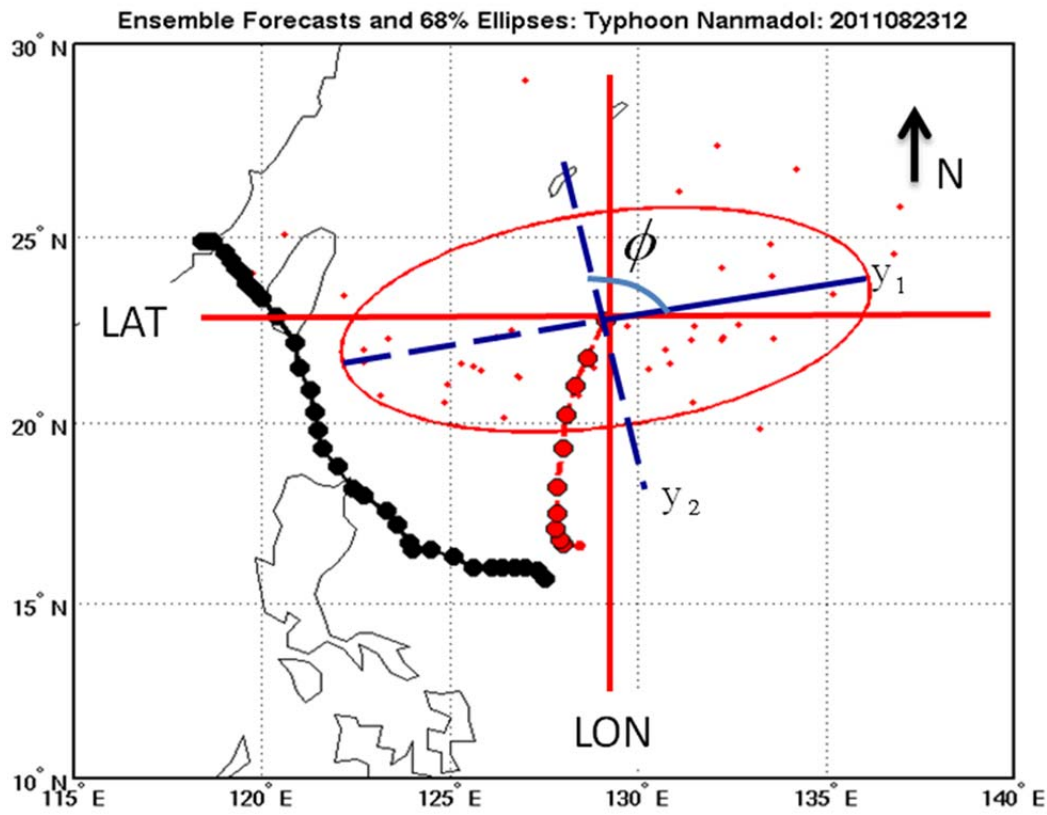 Ensemble Forecasts and 68% Ellipses: Typhoon Nanmadol: 2011082312
30° N
N
ϕ
25° N
y₁
LAT
20° N
y₂
15° N
LON
10° N
115° E 120° E 125° E 130° E 135° E 140° E